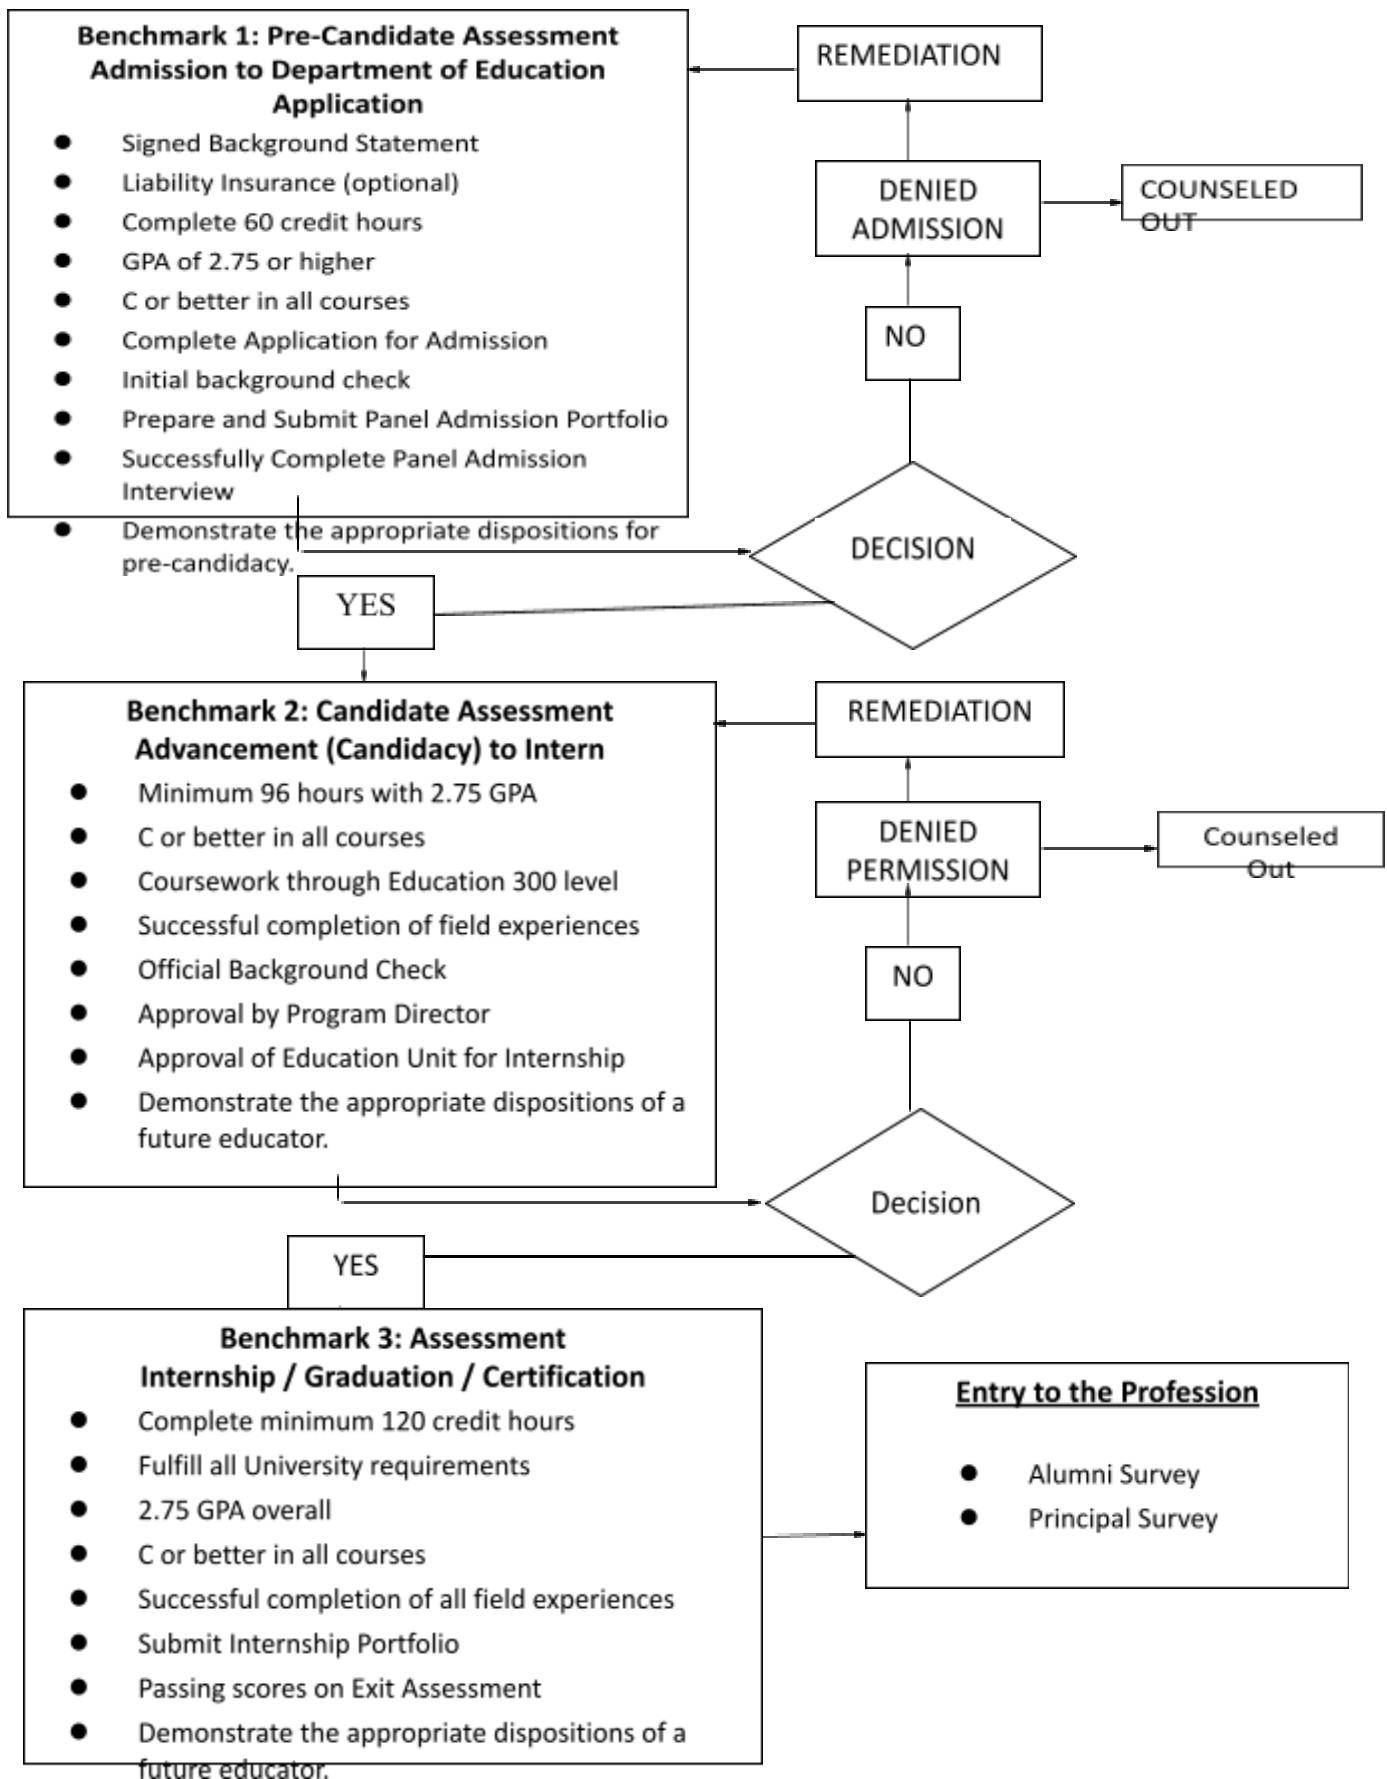 Benchmark 1: Pre-Candidate Assessment
Admission to Department of Education
Application
● Signed Background Statement
● Liability Insurance (optional)
● Complete 60 credit hours
● GPA of 2.75 or higher
● C or better in all courses
● Complete Application for Admission
● Initial background check
● Prepare and Submit Panel Admission Portfolio
● Successfully Complete Panel Admission
Interview
● Demonstrate the appropriate dispositions for
pre-candidacy.
REMEDIATION
DENIED
ADMISSION
COUNSELED
OUT
NO
DECISION
YES
Benchmark 2: Candidate Assessment
Advancement (Candidacy) to Intern
● Minimum 96 hours with 2.75 GPA
● C or better in all courses
● Coursework through Education 300 level
● Successful completion of field experiences
● Official Background Check
● Approval by Program Director
● Approval of Education Unit for Internship
● Demonstrate the appropriate dispositions of a
future educator.
REMEDIATION
DENIED
PERMISSION
Counseled
Out
NO
Decision
YES
Benchmark 3: Assessment
Internship / Graduation / Certification
● Complete minimum 120 credit hours
● Fulfill all University requirements
● 2.75 GPA overall
● C or better in all courses
● Successful completion of all field experiences
● Submit Internship Portfolio
● Passing scores on Exit Assessment
● Demonstrate the appropriate dispositions of a
future educator.
Entry to the Profession
● Alumni Survey
● Principal Survey